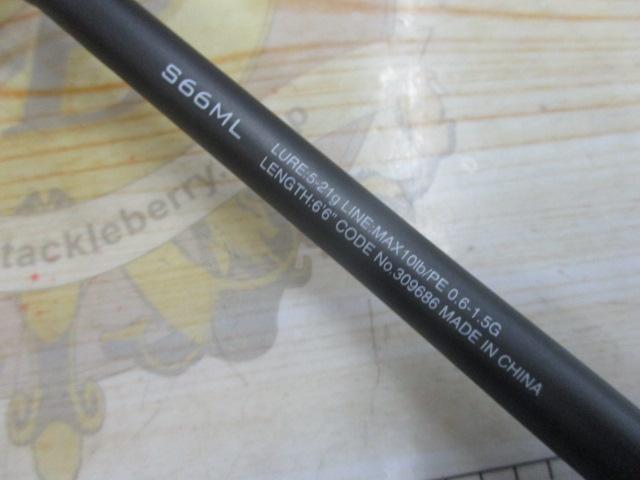 S66ML
LURE:5-21g LINE:MAX10lb/PE 0.6-1.5G
LENGTH:6'6" CODE No.309686 MADE IN CHINA
tackleberry.